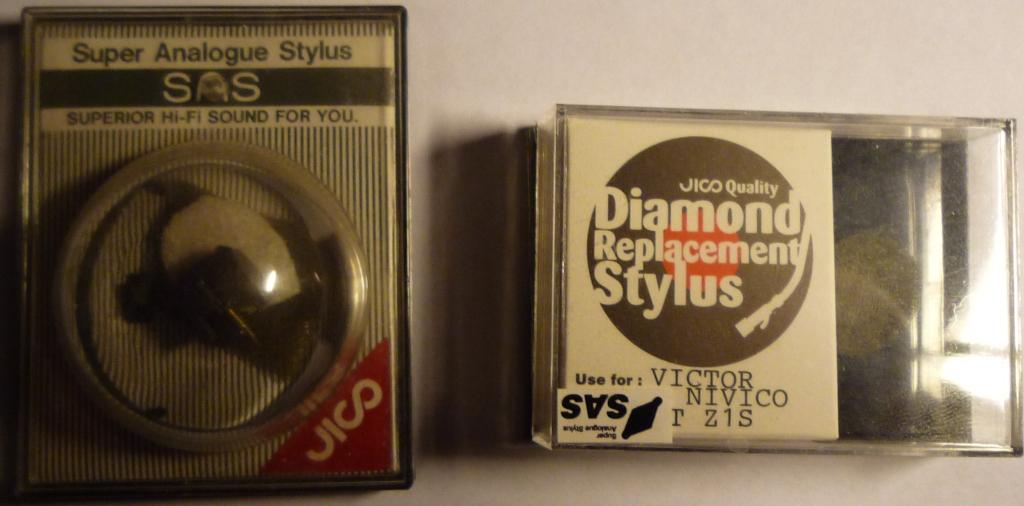 Super Analogue Stylus
SAS
SUPERIOR Hi-Fi SOUND FOR YOU.
JICO
JICO Quality
Diamond
Replacement
Stylus
Use for : VICTOR
NIVICO
T Z1S
SAS
Super
Analogue Stylus